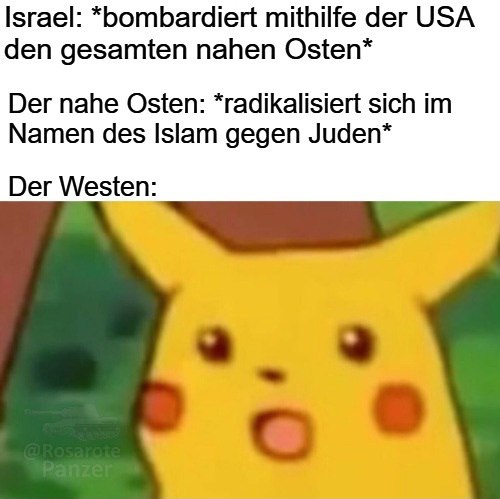 Israel: *bombardiert mithilfe der USA
den gesamten nahen Osten*
Der nahe Osten: *radikalisiert sich im
Namen des Islam gegen Juden*
Der Westen:
@Rosarote
Panzer